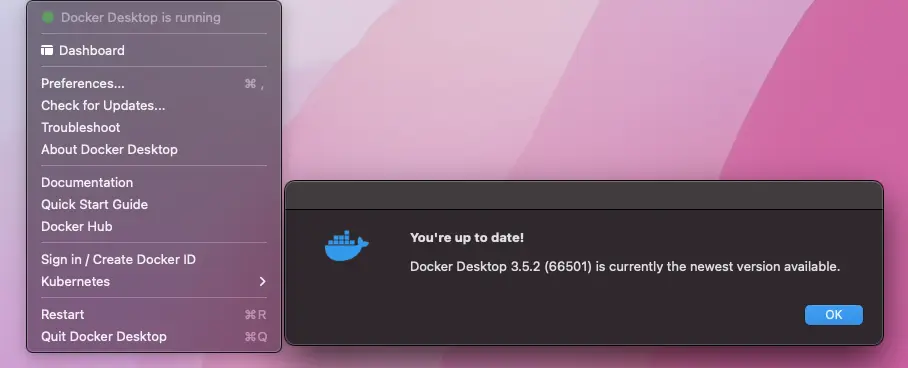 Docker Desktop is running
Dashboard
Preferences... ⌘ ,
Check for Updates...
Troubleshoot
About Docker Desktop
Documentation
Quick Start Guide
Docker Hub
Sign in / Create Docker ID
Kubernetes
Restart ⌘R
Quit Docker Desktop ⌘Q
You're up to date!
Docker Desktop 3.5.2 (66501) is currently the newest version available.
OK